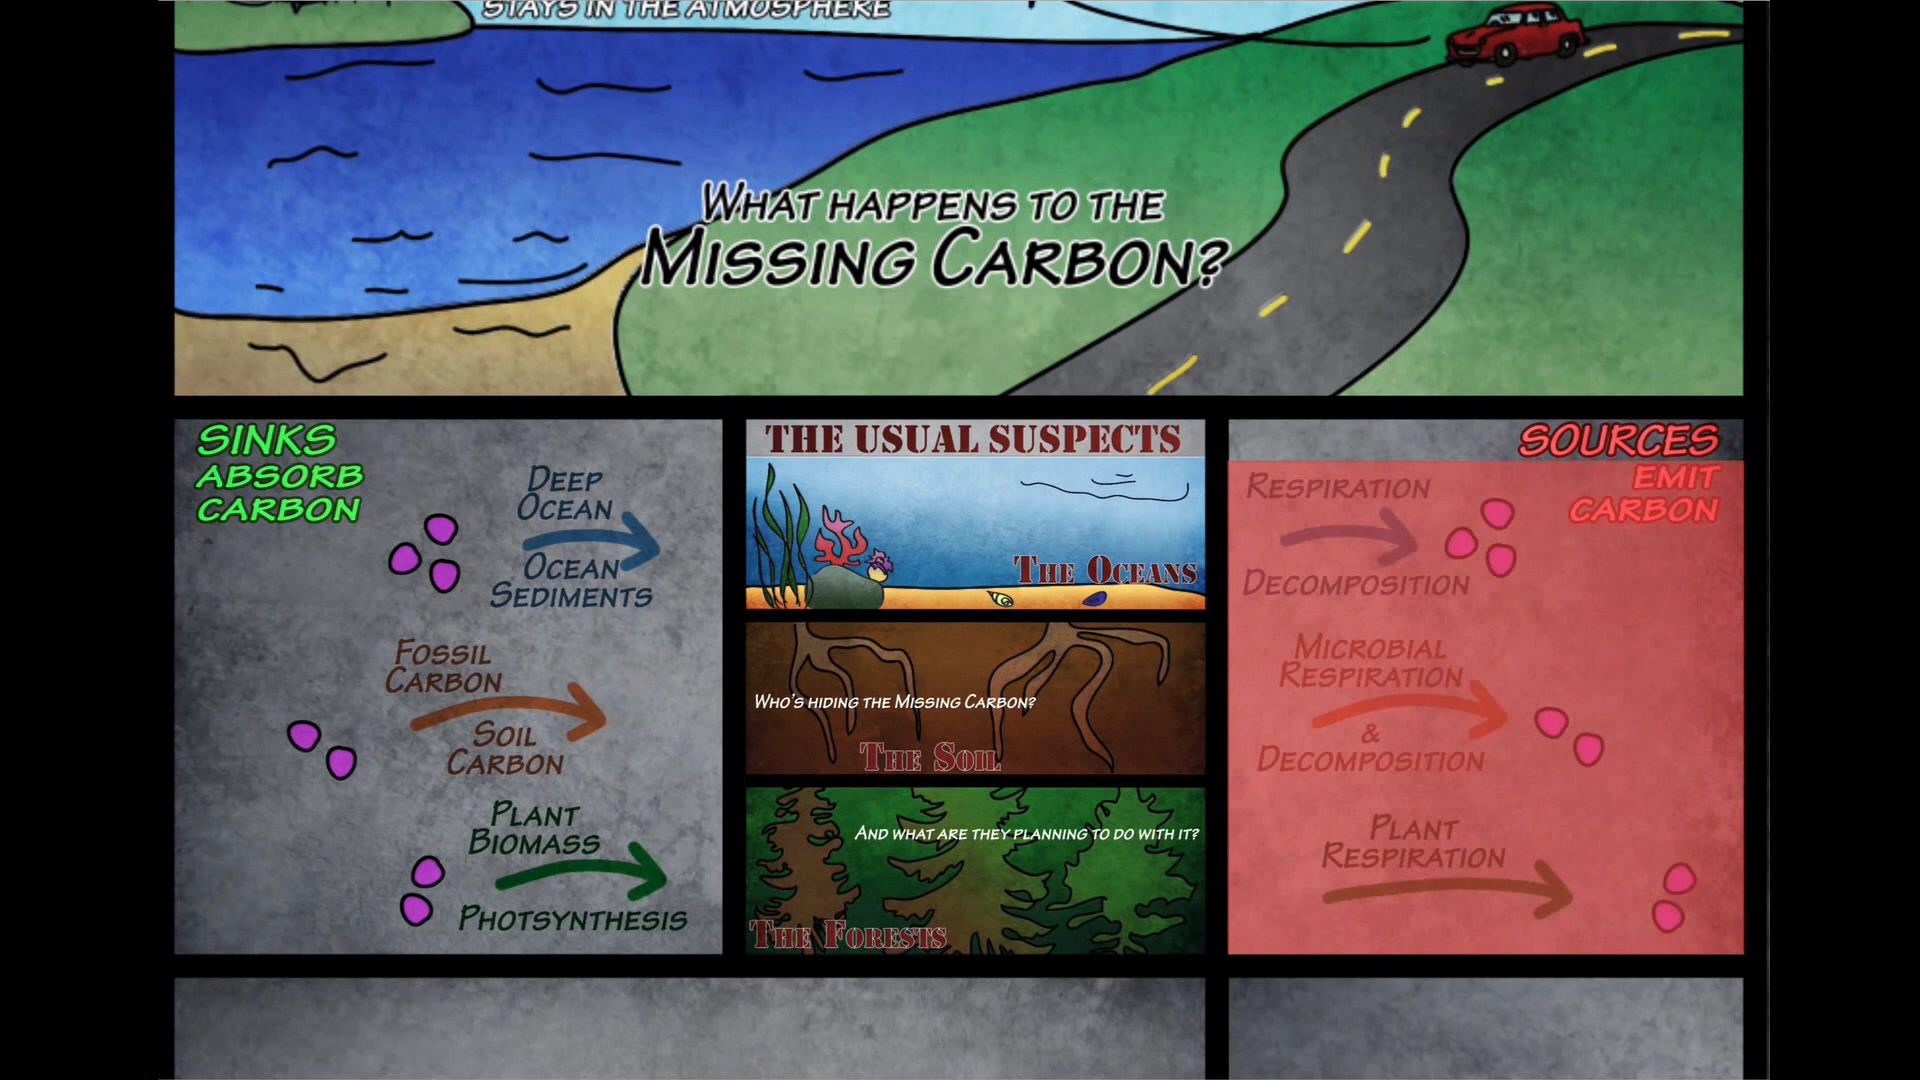 STAYS IN THE ATMOSPHERE
WHAT HAPPENS TO THE
MISSING CARBON?
SINKS
ABSORB
CARBON
DEEP
OCEAN
OCEAN
SEDIMENTS
FOSSIL
CARBON
SOIL
CARBON
PLANT
BIOMASS
PHOTSYNTHESIS
THE USUAL SUSPECTS
THE OCEANS
WHO'S HIDING THE MISSING CARBON?
THE SOIL
AND WHAT ARE THEY PLANNING TO DO WITH IT?
THE FORESTS
SOURCES
EMIT
CARBON
RESPIRATION
DECOMPOSITION
MICROBIAL
RESPIRATION
&
DECOMPOSITION
PLANT
RESPIRATION